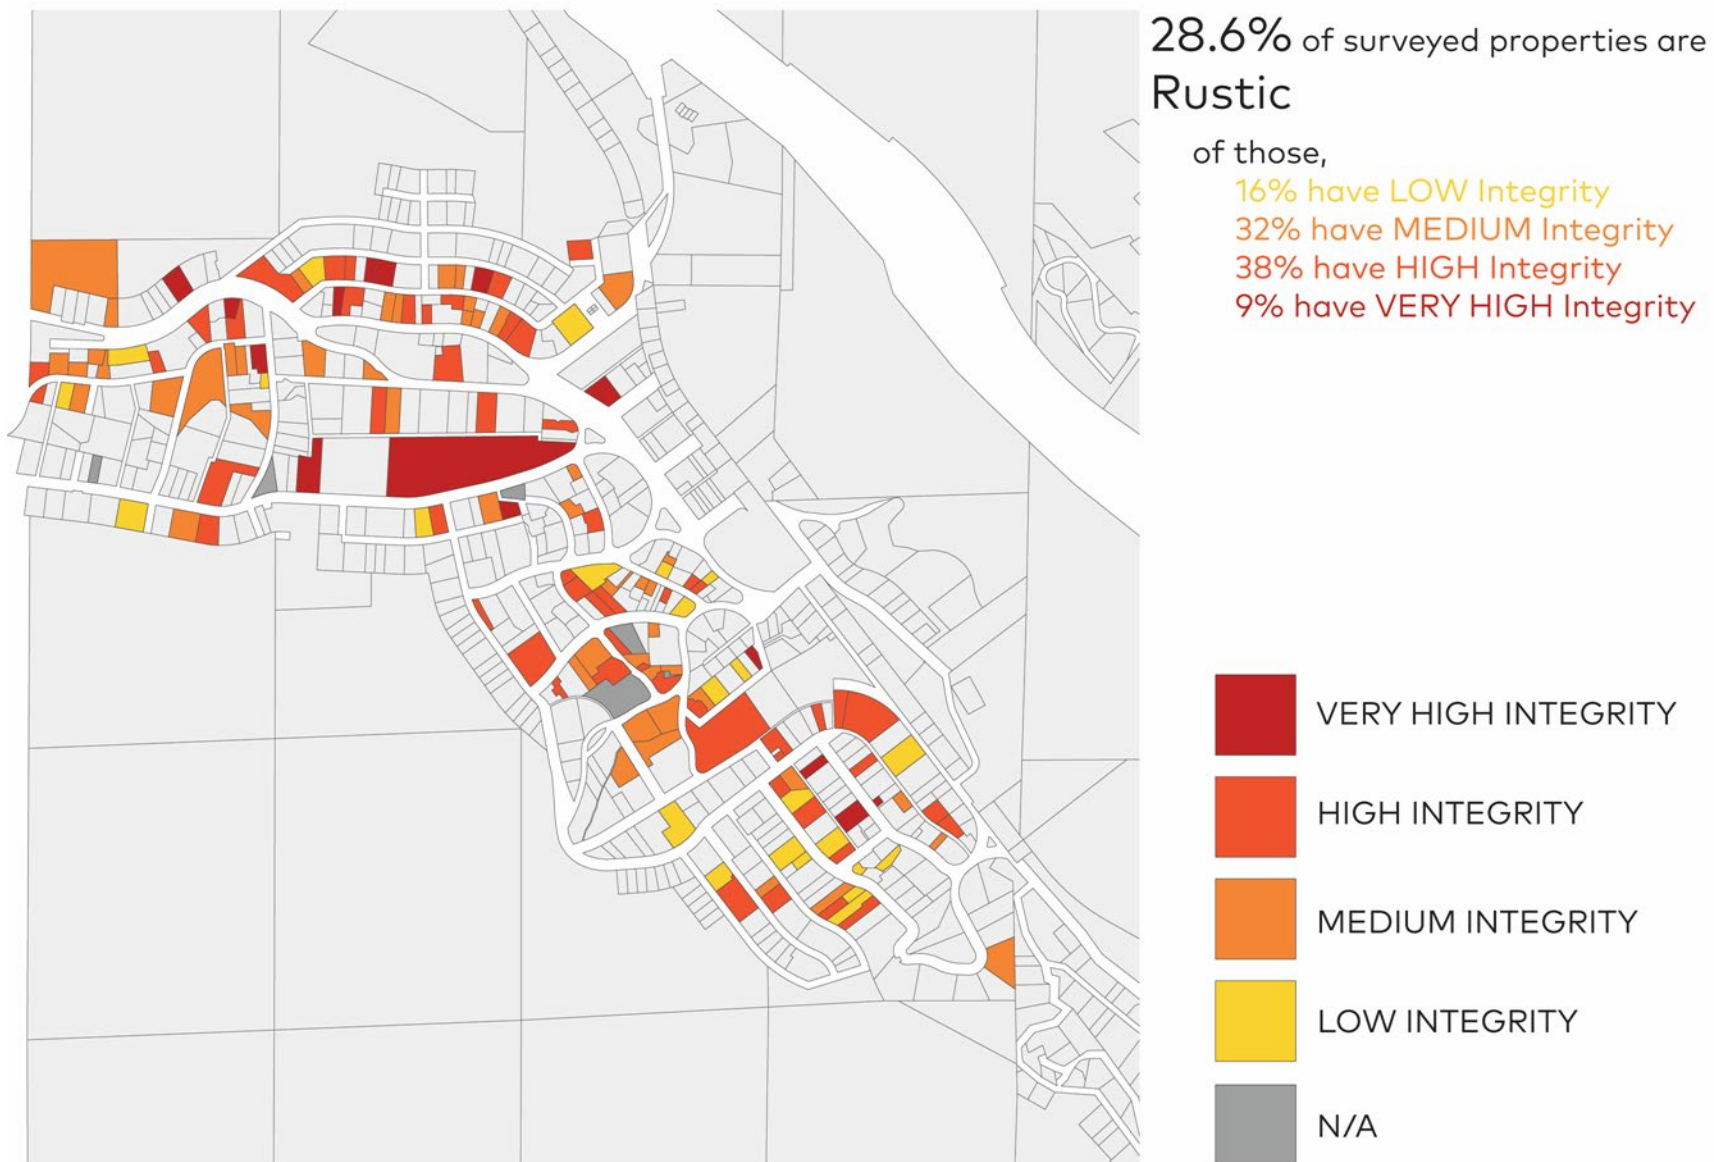 28.6% of surveyed properties are
Rustic
of those,
16% have LOW Integrity
32% have MEDIUM Integrity
38% have HIGH Integrity
9% have VERY HIGH Integrity
VERY HIGH INTEGRITY
HIGH INTEGRITY
MEDIUM INTEGRITY
LOW INTEGRITY
N/A